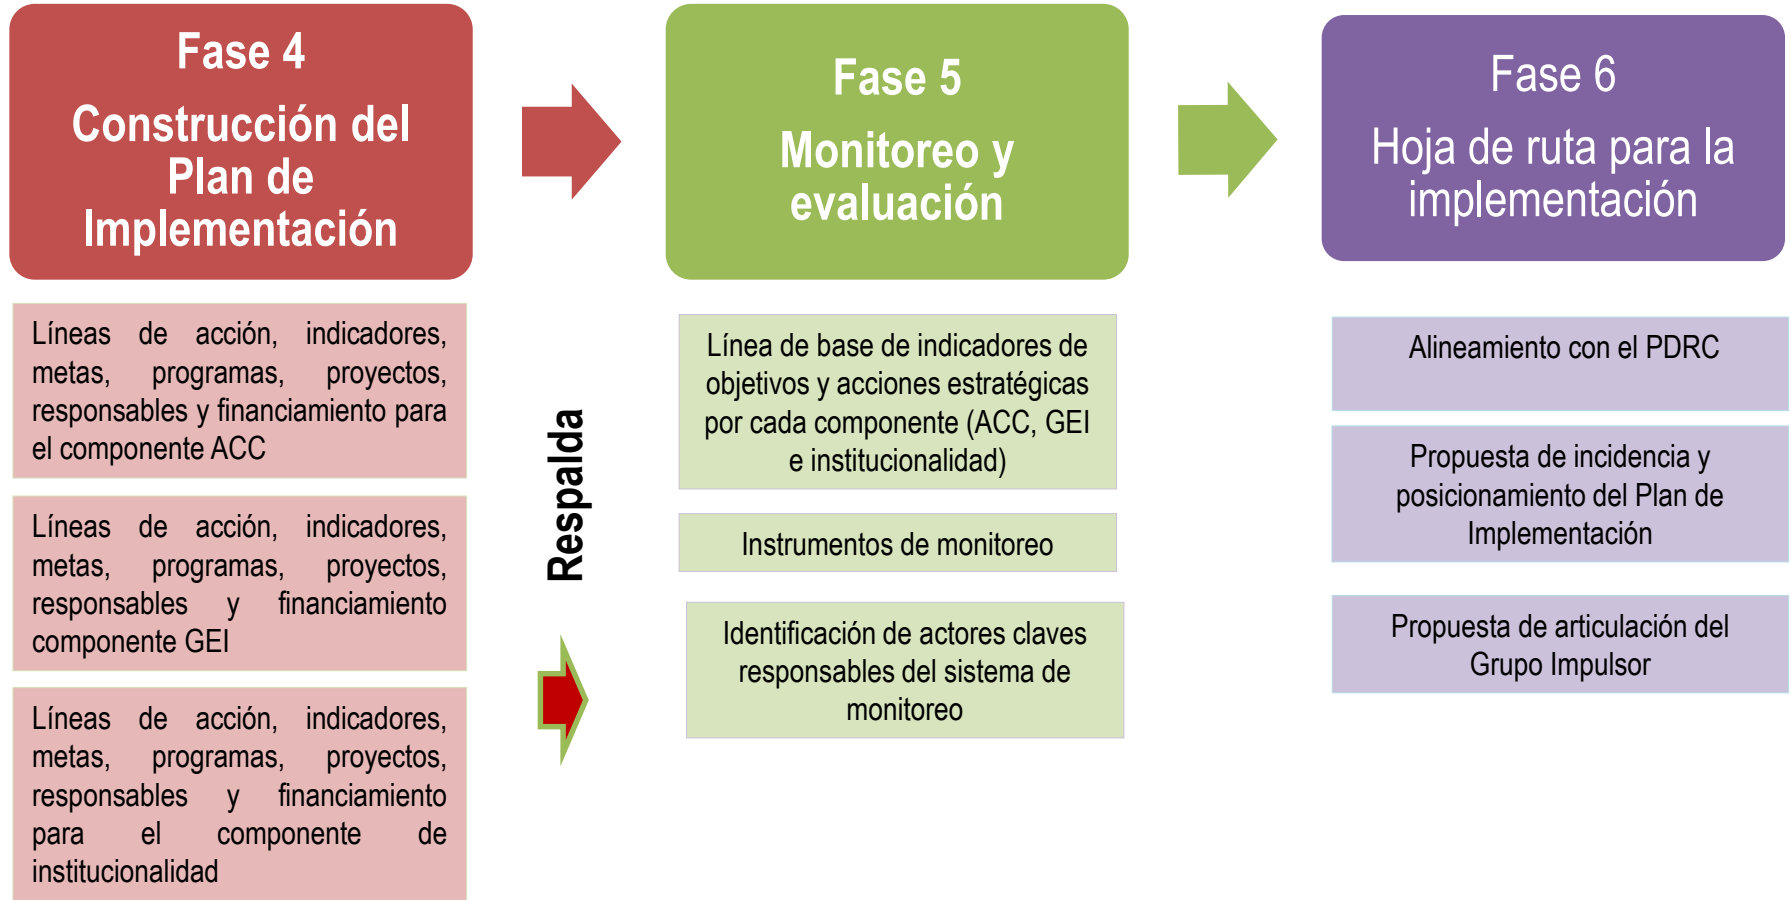 Fase 4
Construcción del
Plan de
Implementación
Líneas de acción, indicadores,
metas, programas, proyectos,
responsables y financiamiento para
el componente ACC
Líneas de acción, indicadores,
metas, programas, proyectos,
responsables y financiamiento
componente GEI
Líneas de acción, indicadores,
metas, programas, proyectos,
responsables y financiamiento
para el componente de
institucionalidad
Respalda
Fase 5
Monitoreo y
evaluación
Línea de base de indicadores de
objetivos y acciones estratégicas
por cada componente (ACC, GEI
e institucionalidad)
Instrumentos de monitoreo
Identificación de actores claves
responsables del sistema de
monitoreo
Fase 6
Hoja de ruta para la
implementación
Alineamiento con el PDRC
Propuesta de incidencia y
posicionamiento del Plan de
Implementación
Propuesta de articulación del
Grupo Impulsor